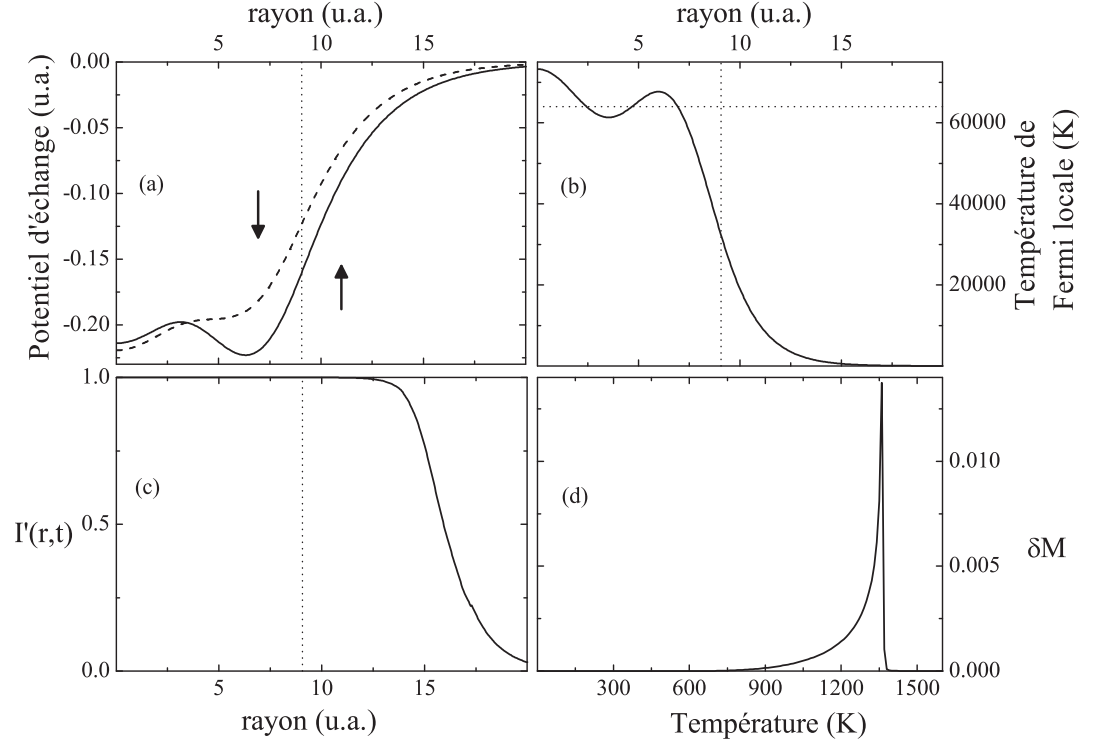 rayon (u.a.)
rayon (u.a.)
5 10 15
5 10 15
0.00
-0.05
-0.10
-0.15
-0.20
Potentiel d'échange (u.a.)
(a)
(b)
60000
40000
20000
Température de
Fermi locale (K)
1.0
0.5
0.0
I'(r,t)
(c)
(d)
0.010
0.005
0.000
δM
5 10 15
300 600 900 1200 1500
rayon (u.a.)
Température (K)